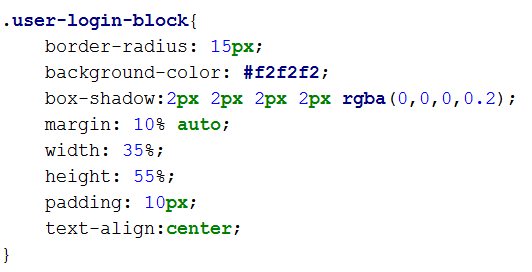 .user-login-block{
border-radius: 15px;
background-color: #f2f2f2;
box-shadow:2px 2px 2px 2px rgba(0,0,0,0.2);
margin: 10% auto;
width: 35%;
height: 55%;
padding: 10px;
text-align:center;
}